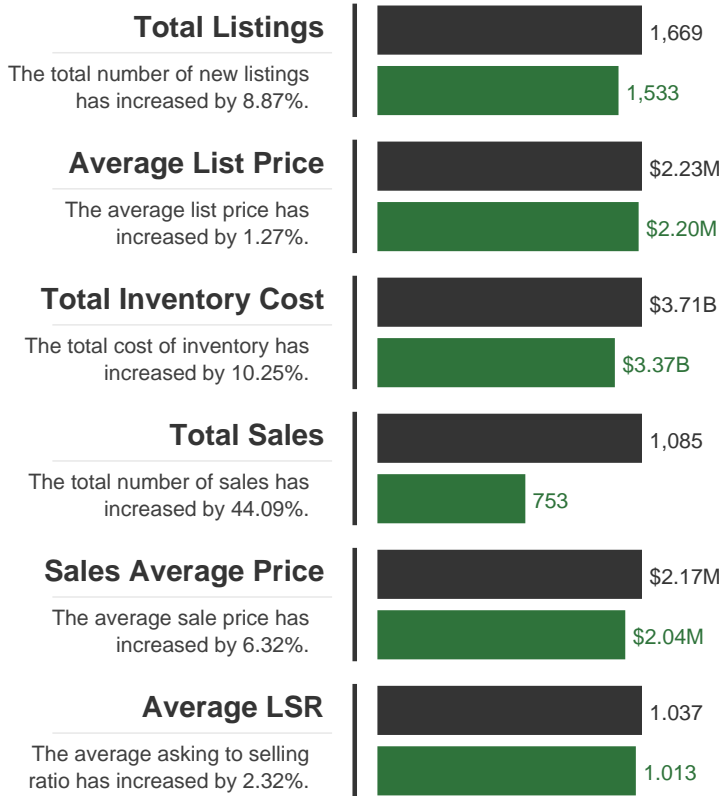 Total Listings
1,669
The total number of new listings
has increased by 8.87%.
1,533
Average List Price
$2.23M
The average list price has
increased by 1.27%.
$2.20M
Total Inventory Cost
$3.71B
The total cost of inventory has
increased by 10.25%.
$3.37B
Total Sales
1,085
The total number of sales has
increased by 44.09%.
753
Sales Average Price
$2.17M
The average sale price has
increased by 6.32%.
$2.04M
Average LSR
1.037
The average asking to selling
ratio has increased by 2.32%.
1.013